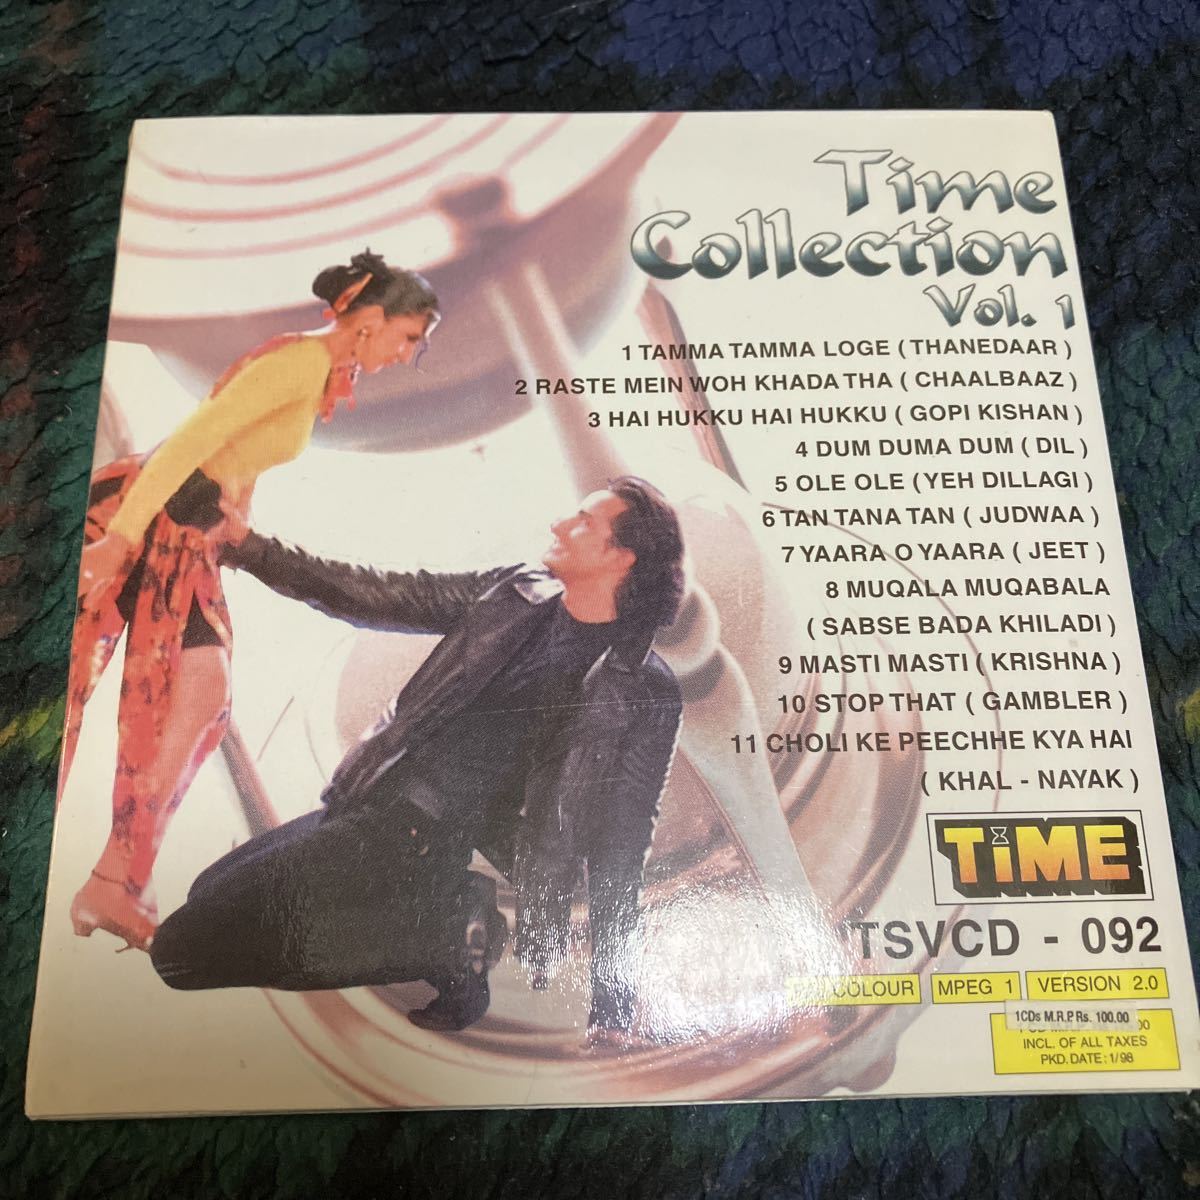 Time
Collection
Vol. 1
1 TAMMA TAMMA LOGE ( THANEDAAR )
2 RASTE MEIN WOH KHADA THA ( CHAALBAAZ )
3 HAI HUKKU HAI HUKKU ( GOPI KISHAN )
4 DUM DUMA DUM ( DIL )
5 OLE OLE ( YEH DILLAGI )
6 TAN TANA TAN ( JUDWAA )
7 YAARA O YAARA ( JEET )
8 MUQALA MUQABALA
( SABSE BADA KHILADI )
9 MASTI MASTI ( KRISHNA )
10 STOP THAT ( GAMBLER )
11 CHOLI KE PEECHHE KYA HAI
( KHAL - NAYAK )
TiME
TSVCD - 092
COLOUR MPEG 1 VERSION 2.0
1CDs M.R.P Rs. 100.00
INCL. OF ALL TAXES
PKD. DATE : 1/98